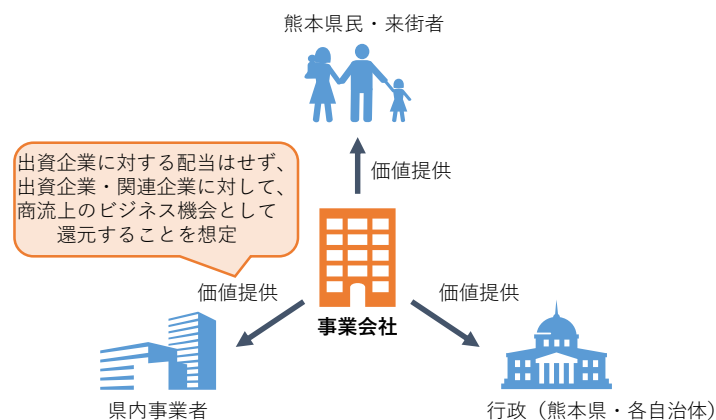 熊本県民・来街者
価値提供
出資企業に対する配当はせず、
出資企業・関連企業に対して、
商流上のビジネス機会として
還元することを想定
価値提供
価値提供
事業会社
県内事業者
行政（熊本県・各自治体）